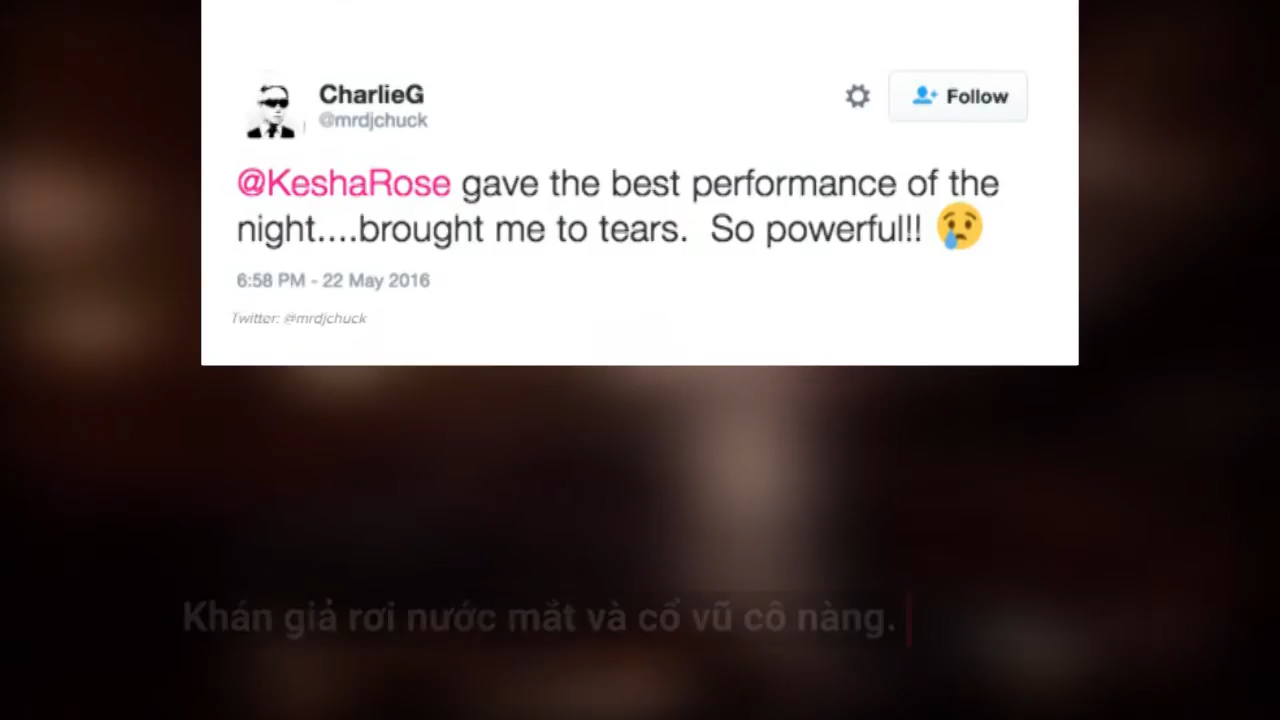 CharlieG
@mrdjchuck
Follow
@KeshaRose gave the best performance of the
night....brought me to tears. So powerful!! 😢
6:58 PM - 22 May 2016
Twitter: @mrdjchuck
Khán giả rơi nước mắt và cổ vũ cô nàng.